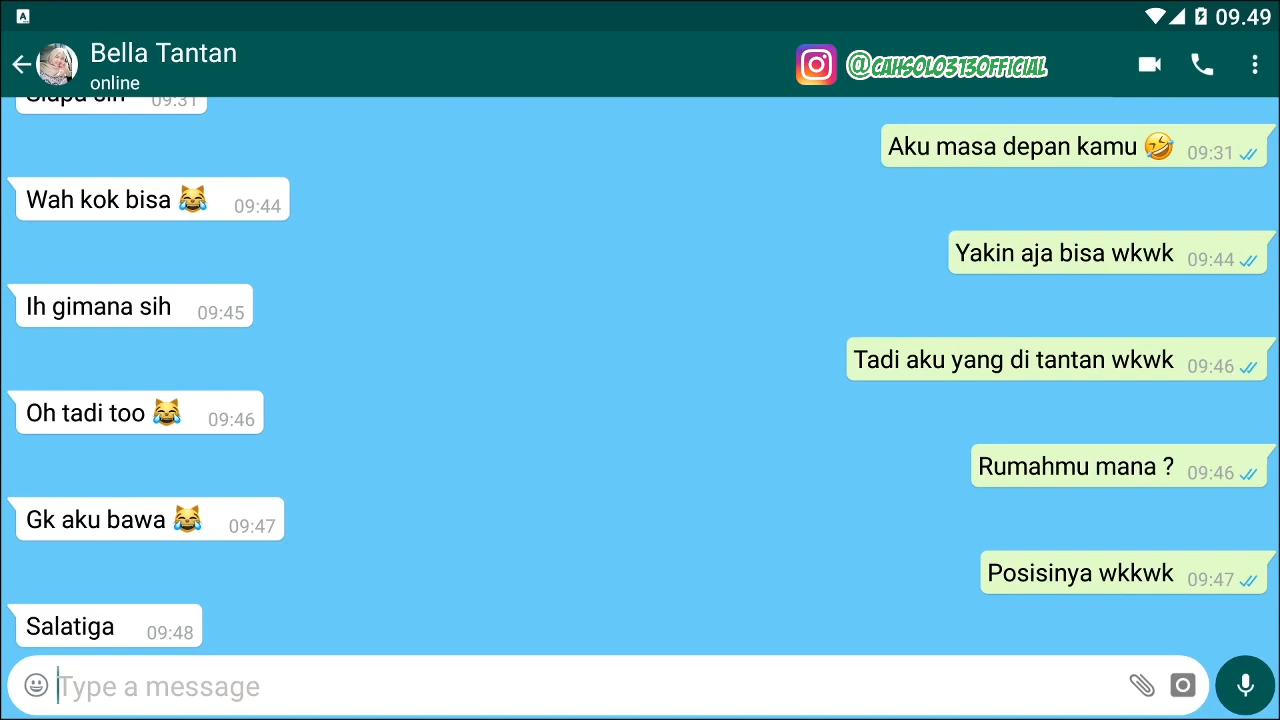 A
09.49
Bella Tantan
online
@CAHSOLO3130FFICIAL
09:31
Aku masa depan kamu 🤣 09:31
Wah kok bisa 😹 09:44
Yakin aja bisa wkwk 09:44
Ih gimana sih 09:45
Tadi aku yang di tantan wkwk 09:46
Oh tadi too 😹 09:46
Rumahmu mana ? 09:46
Gk aku bawa 😹 09:47
Posisinya wkkwk 09:47
Salatiga 09:48
Type a message